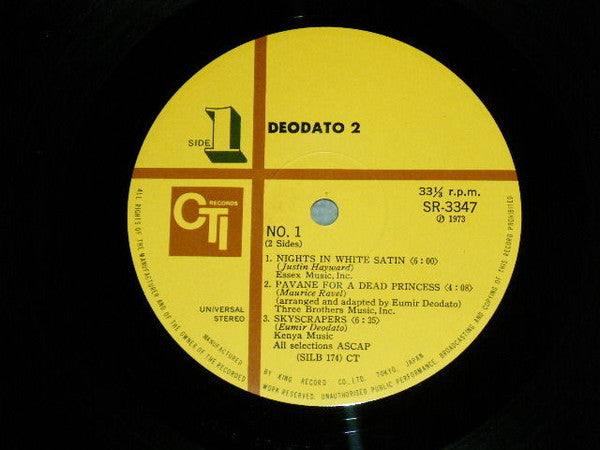 SIDE 1
DEODATO 2
CTI RECORDS
33⅓ r.p.m.
SR-3347
℗ 1973
NO. 1
(2 Sides)
1. NIGHTS IN WHITE SATIN (6:00)
(Justin Hayward)
Essex Music, Inc.
2. PAVANE FOR A DEAD PRINCESS (4:08)
(Maurice Ravel)
(arranged and adapted by Eumir Deodato)
Three Brothers Music, Inc.
3. SKYSCRAPERS (6:35)
(Eumir Deodato)
Kenya Music
All selections ASCAP
(SILB 174) CT
UNIVERSAL
STEREO
MANUFACTURED BY KING RECORD CO., LTD. TOKYO, JAPAN
ALL RIGHTS OF THE MANUFACTURER AND OF THE OWNER OF THE RECORDED WORK RESERVED. UNAUTHORISED PUBLIC PERFORMANCE, BROADCASTING AND COPYING OF THIS RECORD PROHIBITED